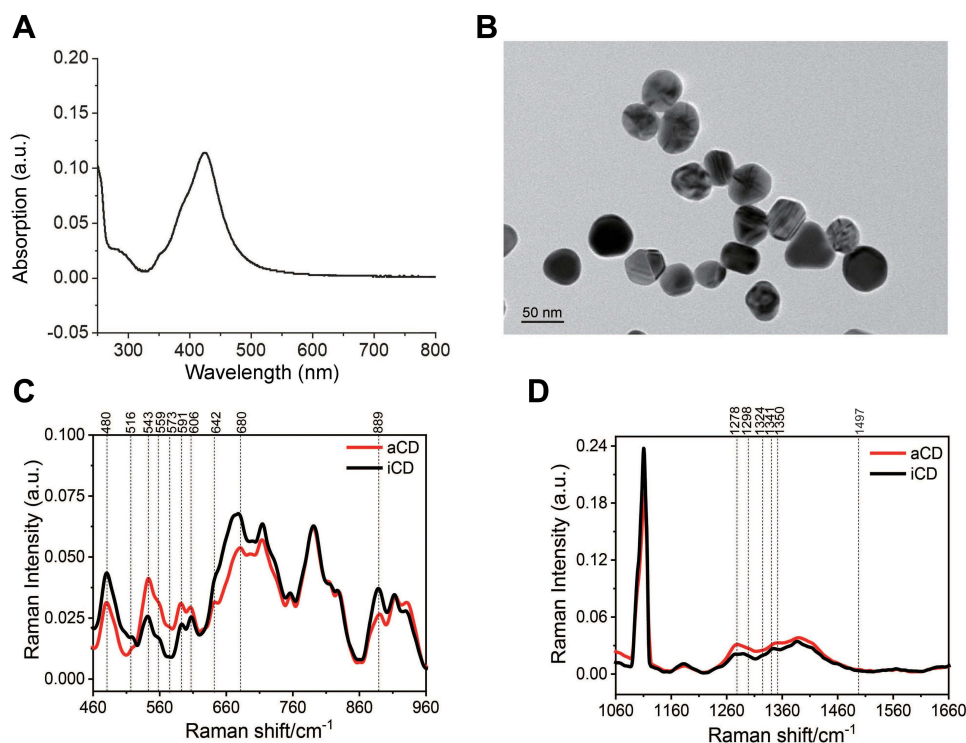 A
0.20
0.15
0.10
0.05
0.00
-0.05
Absorption (a.u.)
300 400 500 600 700 800
Wavelength (nm)
B
50 nm
C
480 516 543 559 573 591 606 642 680 889
0.100
0.075
0.050
0.025
0.000
Raman Intensity (a.u.)
aCD
iCD
460 560 660 760 860 960
Raman shift/cm⁻¹
D
1278 1298 1324 1341 1350 1497
0.24
0.18
0.12
0.06
0.00
Raman Intensity (a.u.)
aCD
iCD
1060 1160 1260 1360 1460 1560 1660
Raman shift/cm⁻¹